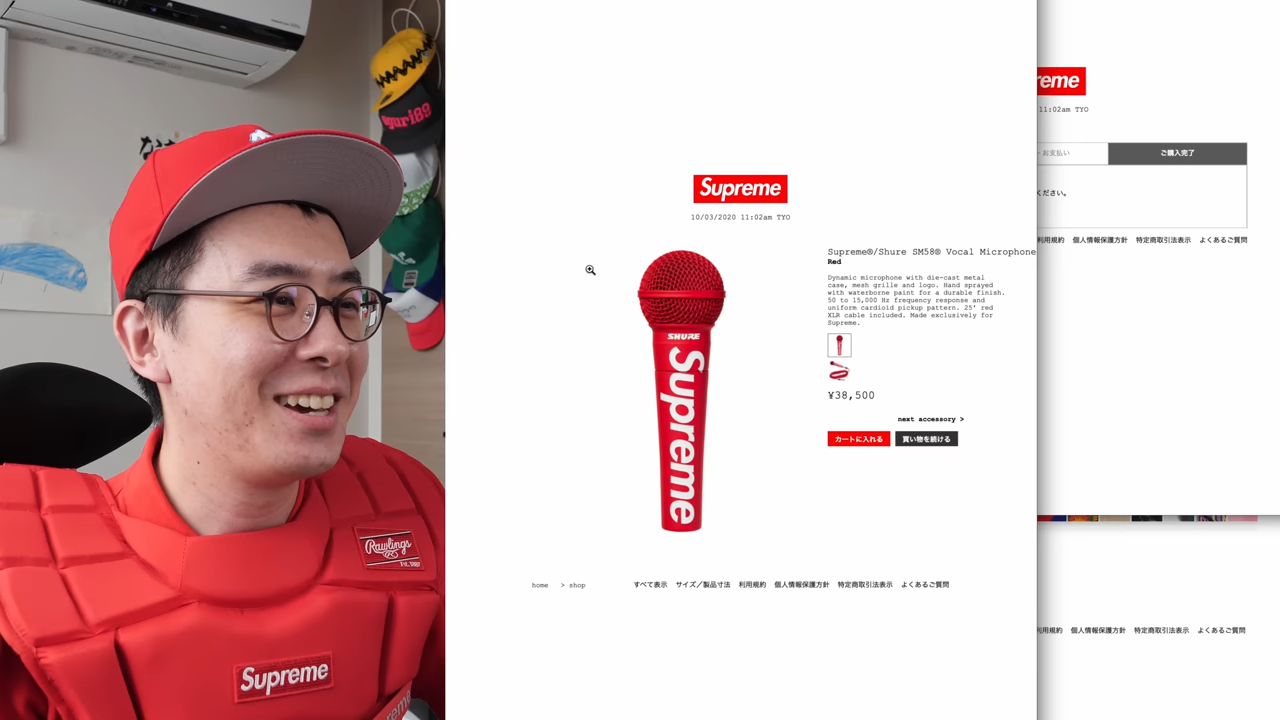 oguri89
Rawlings
EST. 1887
Supreme
Supreme
10/03/2020 11:02am TYO
SHURE
Supreme
Supreme®/Shure SM58® Vocal Microphone
Red
Dynamic microphone with die-cast metal
case, mesh grille and logo. Hand sprayed
with waterborne paint for a durable finish.
50 to 15,000 Hz frequency response and
uniform cardioid pickup pattern. 25' red
XLR cable included. Made exclusively for
Supreme.
¥38,500
next accessory >
カートに入れる
買い物を続ける
home > shop
すべて表示 サイズ／製品寸法 利用規約 個人情報保護方針 特定商取引法表示 よくあるご質問
reme
11:02am TYO
お支払い
ご購入完了
ください。
利用規約 個人情報保護方針 特定商取引法表示 よくあるご質問
利用規約 個人情報保護方針 特定商取引法表示 よくあるご質問